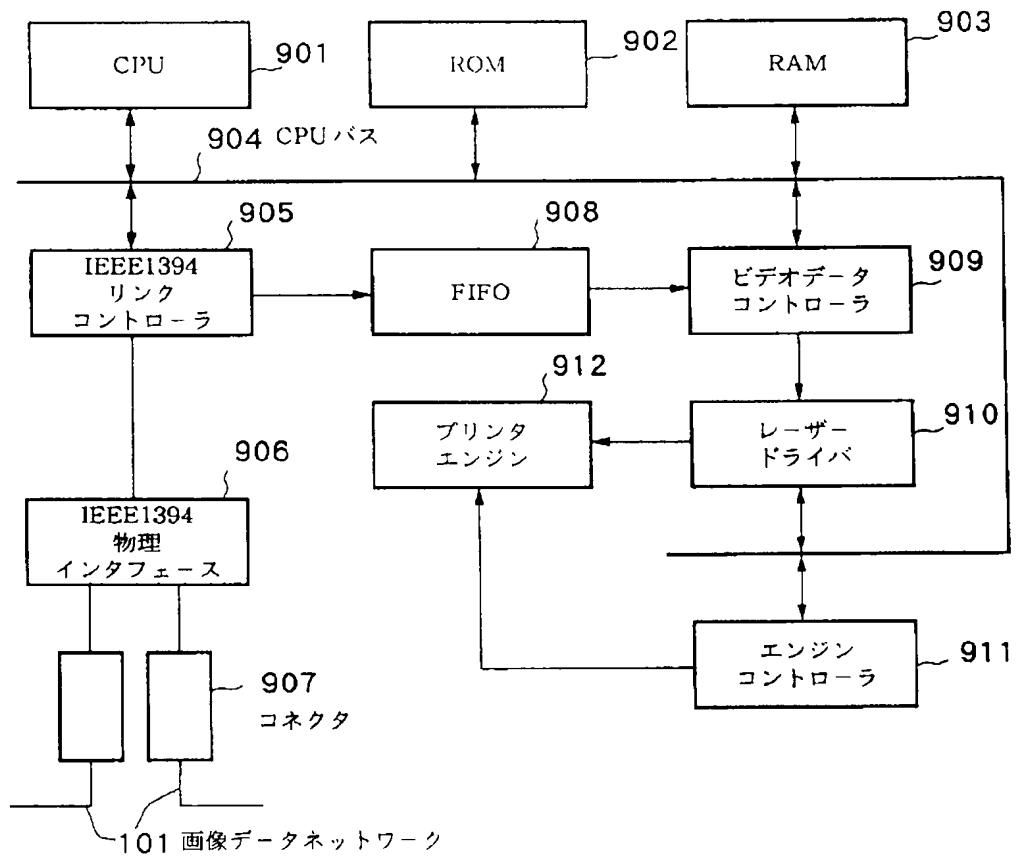 CPU
901
ROM
902
RAM
903
904 CPUバス
905
IEEE1394
リンク
コントローラ
908
FIFO
ビデオデータ
コントローラ
909
912
プリンタ
エンジン
レーザー
ドライバ
910
906
IEEE1394
物理
インタフェース
エンジン
コントローラ
911
907
コネクタ
101 画像データネットワーク